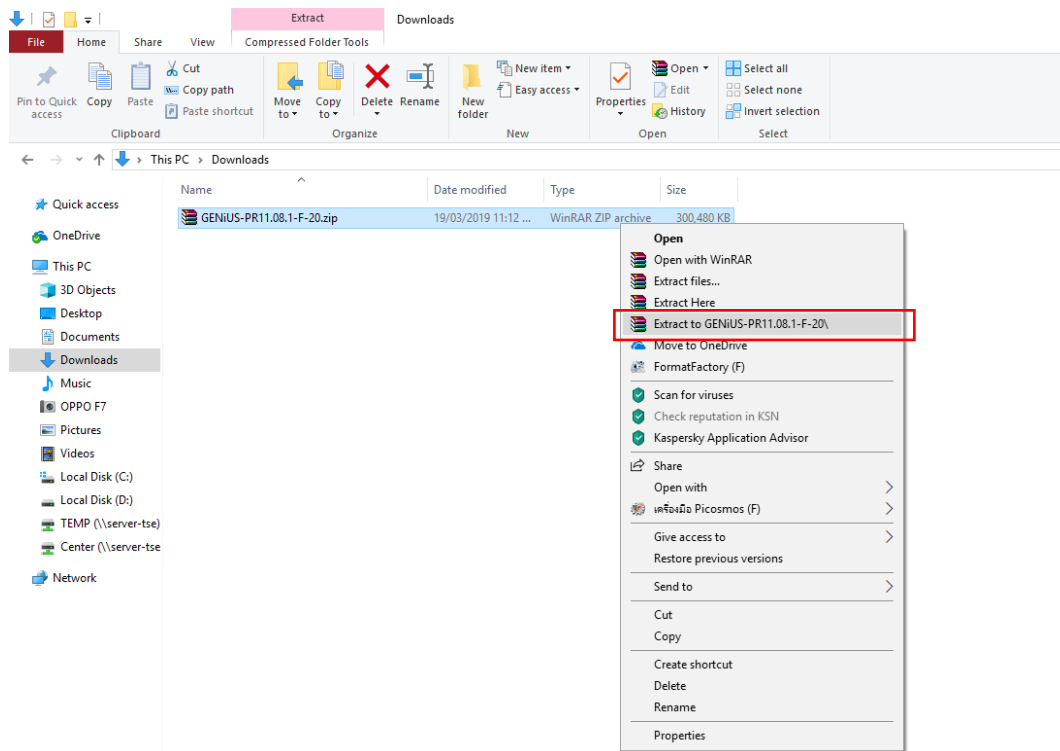 Extract
Downloads
File
Home
Share
View
Compressed Folder Tools
Pin to Quick
access
Copy
Paste
Cut
Copy path
Paste shortcut
Clipboard
Move
to
Copy
to
Delete
Rename
Organize
New
folder
New item
Easy access
New
Properties
Open
Edit
History
Open
Select all
Select none
Invert selection
Select
This PC
Downloads
Name
Date modified
Type
Size
GENiUS-PR11.08.1-F-20.zip
19/03/2019 11:12 ...
WinRAR ZIP archive
300,480 KB
Quick access
OneDrive
This PC
3D Objects
Desktop
Documents
Downloads
Music
OPPO F7
Pictures
Videos
Local Disk (C:)
Local Disk (D:)
TEMP (\\server-tse)
Center (\\server-tse
Network
Open
Open with WinRAR
Extract files...
Extract Here
Extract to GENiUS-PR11.08.1-F-20\
Move to OneDrive
FormatFactory (F)
Scan for viruses
Check reputation in KSN
Kaspersky Application Advisor
Share
Open with
เครื่องมือ Picosmos (F)
Give access to
Restore previous versions
Send to
Cut
Copy
Create shortcut
Delete
Rename
Properties